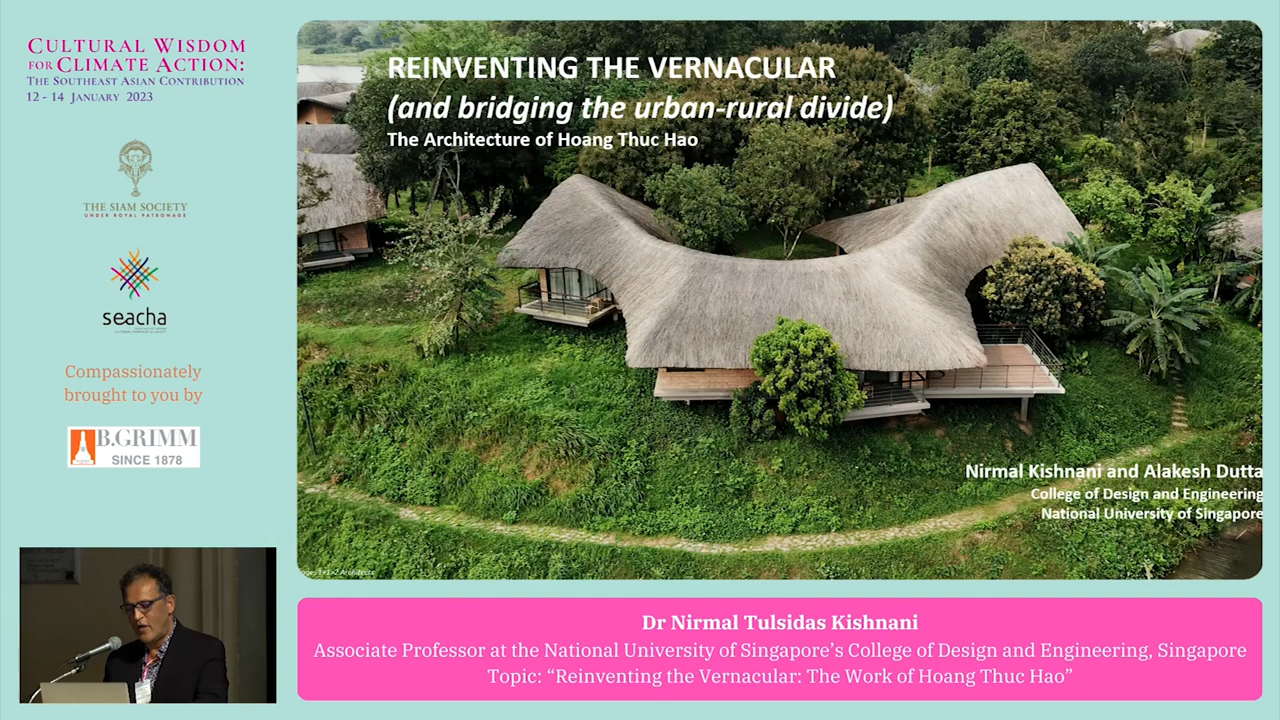 CULTURAL WISDOM
FOR CLIMATE ACTION:
THE SOUTHEAST ASIAN CONTRIBUTION
12 - 14 JANUARY 2023
THE SIAM SOCIETY
UNDER ROYAL PATRONAGE
seacha
Compassionately
brought to you by
B.GRIMM
SINCE 1878
REINVENTING THE VERNACULAR
(and bridging the urban-rural divide)
The Architecture of Hoang Thuc Hao
Nirmal Kishnani and Alakesh Dutta
College of Design and Engineering
National University of Singapore
Dr Nirmal Tulsidas Kishnani
Associate Professor at the National University of Singapore’s College of Design and Engineering, Singapore
Topic: “Reinventing the Vernacular: The Work of Hoang Thuc Hao”